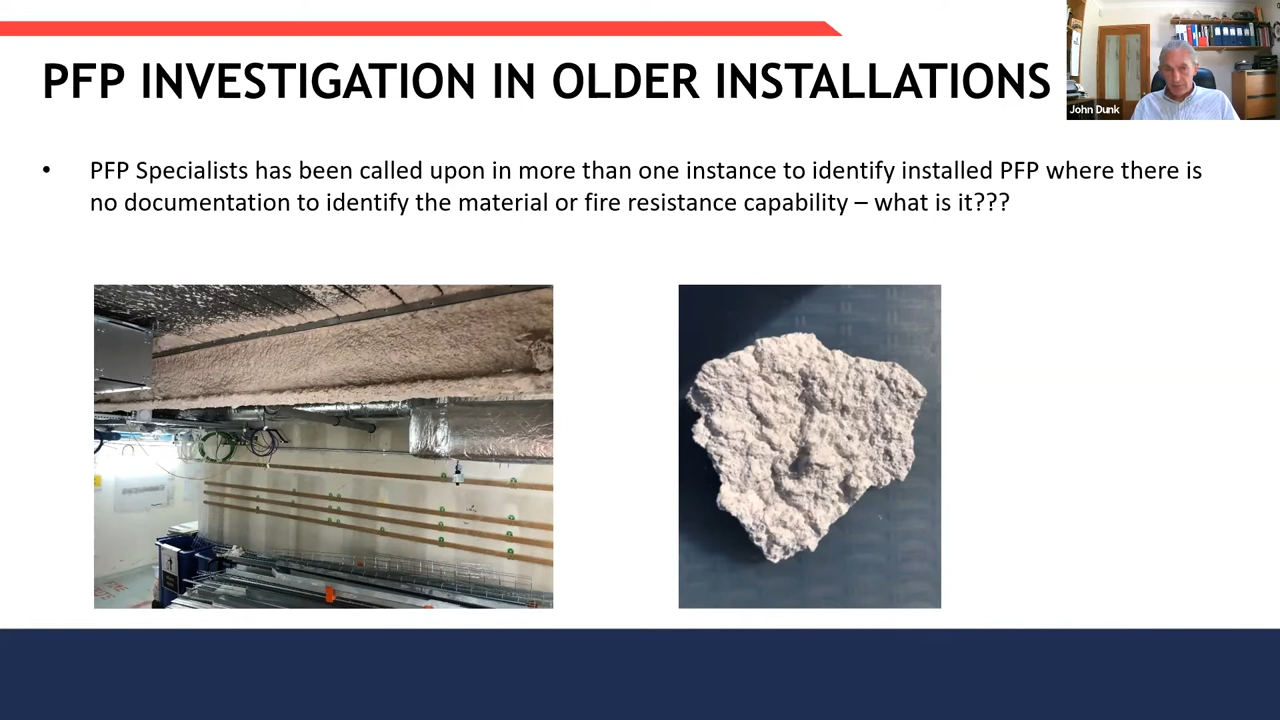 PFP INVESTIGATION IN OLDER INSTALLATIONS
John Dunk
• PFP Specialists has been called upon in more than one instance to identify installed PFP where there is
no documentation to identify the material or fire resistance capability – what is it???